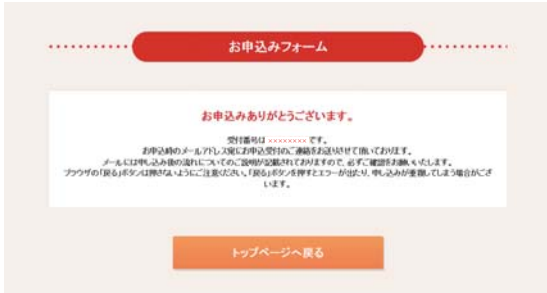 お申込みフォーム
お申込みありがとうございます。
受付番号は ×××××××× です。
お申込時のメールアドレス宛にお申込受付のご連絡をお送りさせて頂いております。
メールには申し込み後の流れについてのご説明が記載されておりますので、必ずご確認をお願いいたします。
ブラウザの「戻る」ボタンは押さないようにご注意ください。「戻る」ボタンを押すとエラーが出たり、申し込みが重複してしまう場合がござ
います。
トップページへ戻る